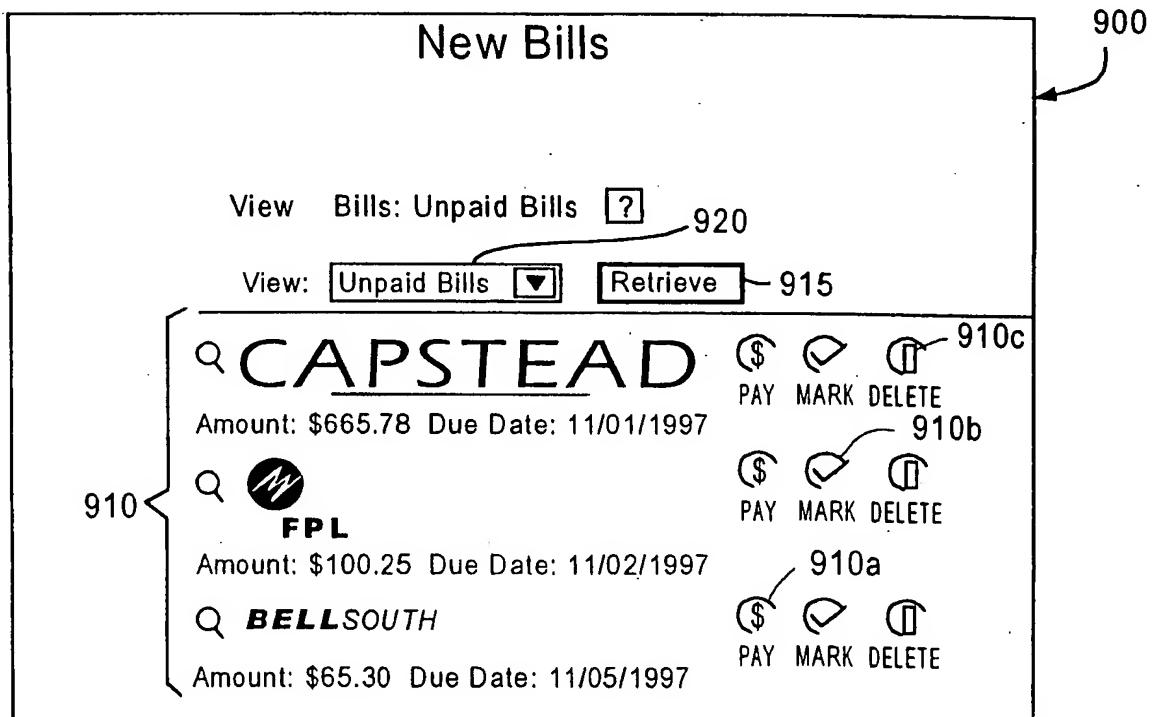 New Bills
900
View Bills: Unpaid Bills ?
920
View: Unpaid Bills Retrieve 915
CAPSTEAD $ 910c
PAY MARK DELETE
Amount: $665.78 Due Date: 11/01/1997
910b
$
910
FPL
PAY MARK DELETE
Amount: $100.25 Due Date: 11/02/1997
910a
BELLSOUTH $
PAY MARK DELETE
Amount: $65.30 Due Date: 11/05/1997